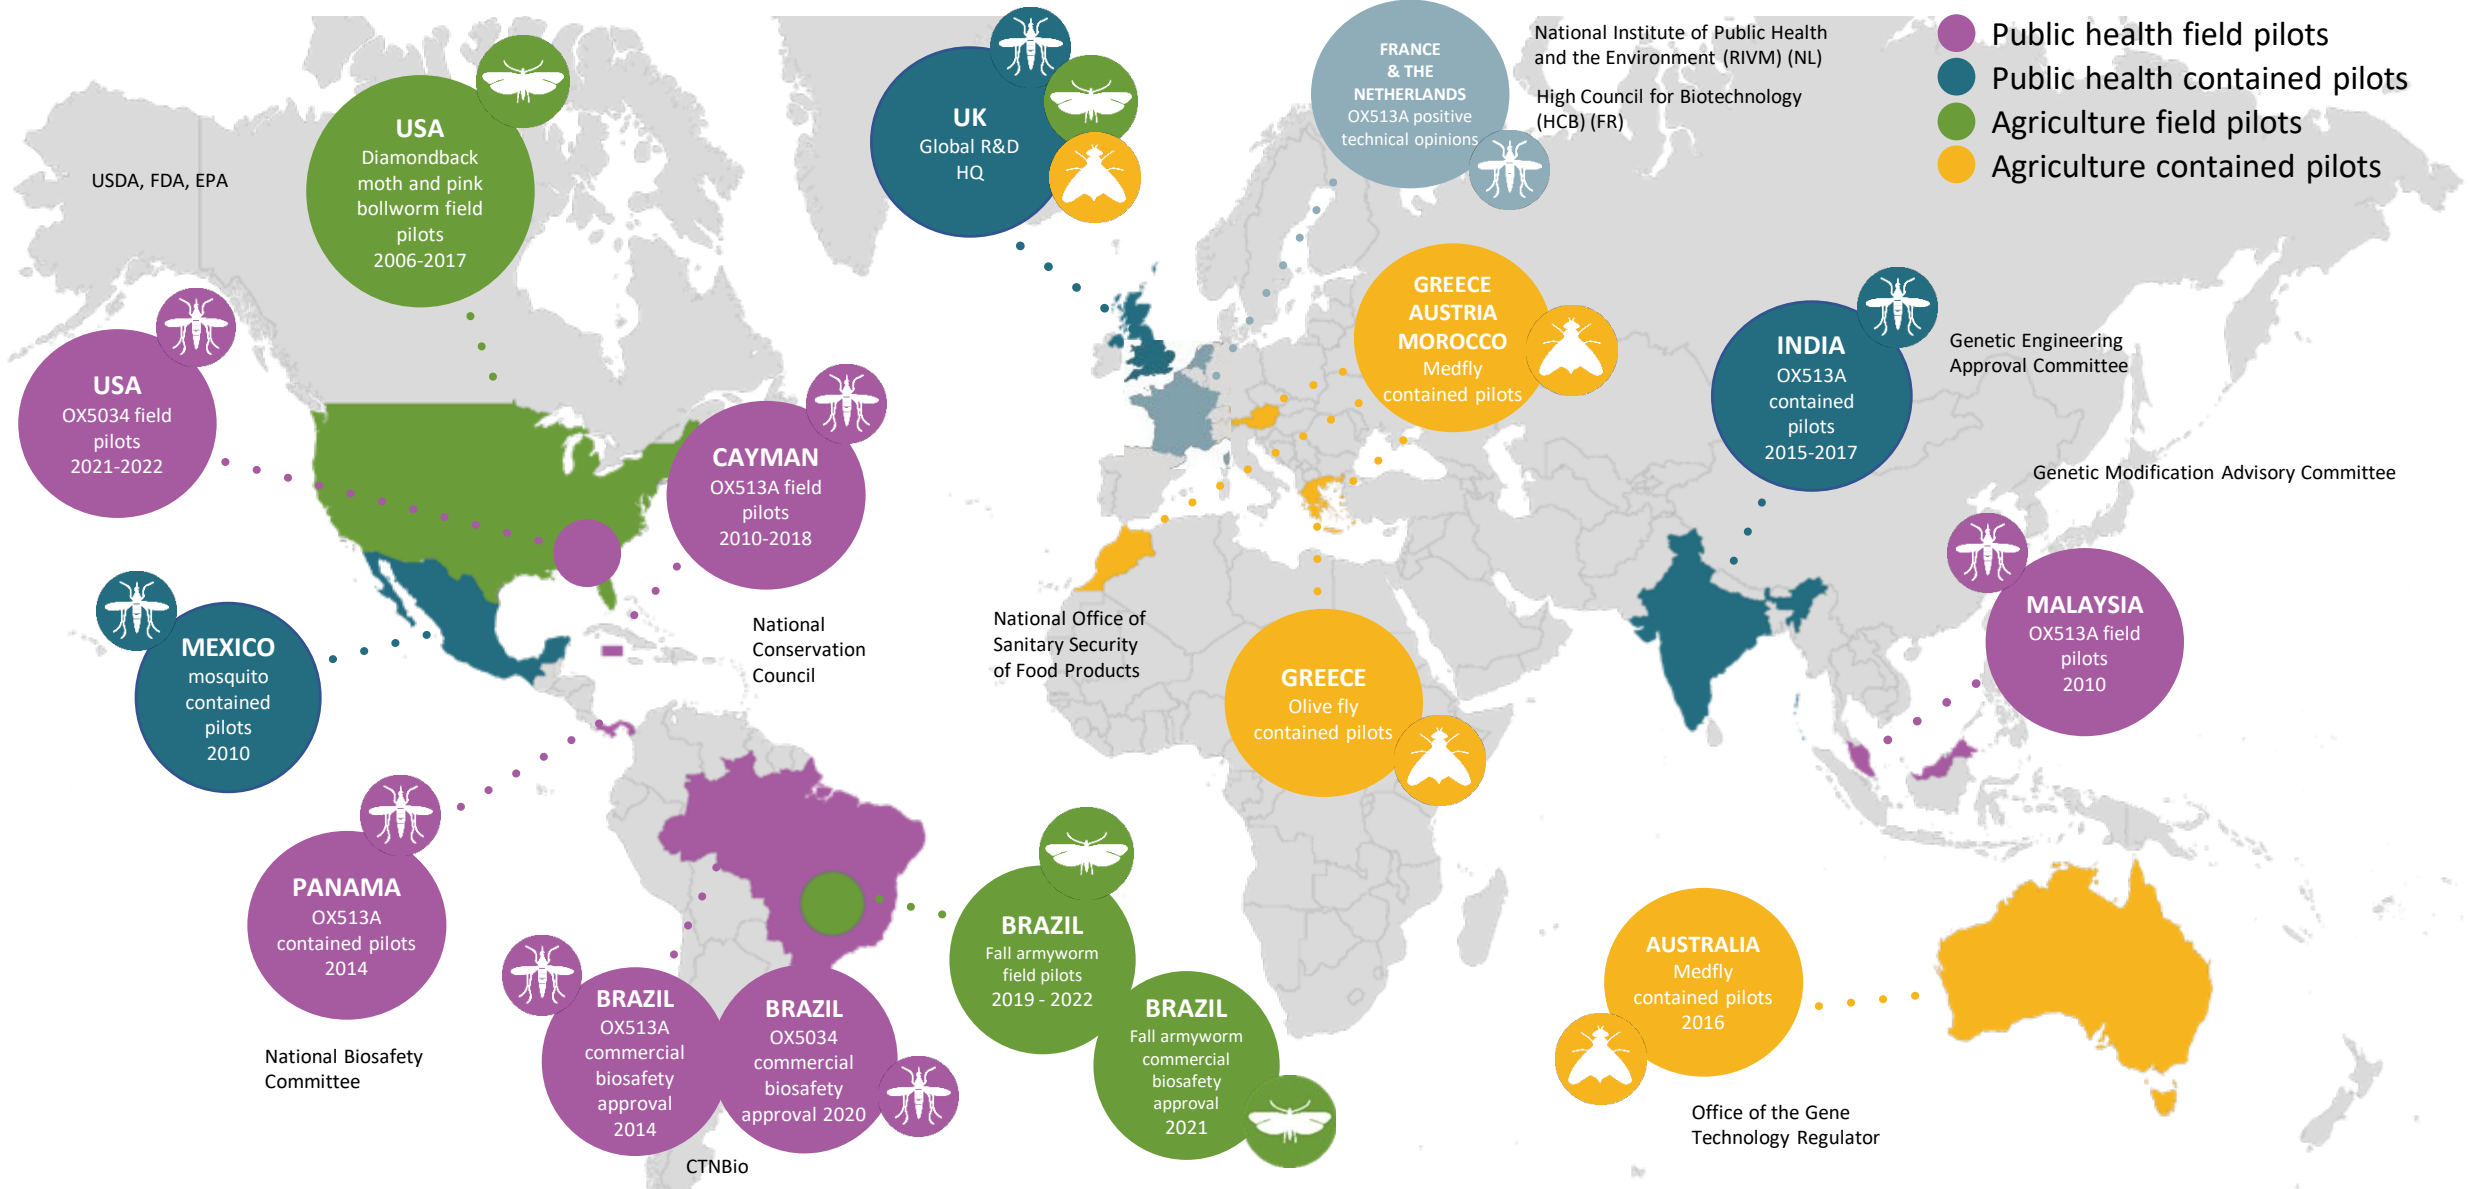 USA
Diamondback
moth and pink
bollworm field
pilots
2006-2017
USDA, FDA, EPA
UK
Global R&D
HQ
FRANCE
& THE
NETHERLANDS
OX513A positive
technical opinions
National Institute of Public Health
and the Environment (RIVM) (NL)
High Council for Biotechnology
(HCB) (FR)
Public health field pilots
Public health contained pilots
Agriculture field pilots
Agriculture contained pilots
USA
OX5034 field
pilots
2021-2022
CAYMAN
OX513A field
pilots
2010-2018
National
Conservation
Council
GREECE
AUSTRIA
MOROCCO
Medfly
contained pilots
INDIA
OX513A
contained
pilots
2015-2017
Genetic Engineering
Approval Committee
Genetic Modification Advisory Committee
MALAYSIA
OX513A field
pilots
2010
MEXICO
mosquito
contained
pilots
2010
National Office of
Sanitary Security
of Food Products
GREECE
Olive fly
contained pilots
PANAMA
OX513A
contained pilots
2014
National Biosafety
Committee
BRAZIL
OX513A
commercial
biosafety
approval
2014
BRAZIL
OX5034
commercial
biosafety
approval 2020
CTNBio
BRAZIL
Fall armyworm
field pilots
2019 - 2022
BRAZIL
Fall armyworm
commercial
biosafety
approval
2021
AUSTRALIA
Medfly
contained pilots
2016
Office of the Gene
Technology Regulator